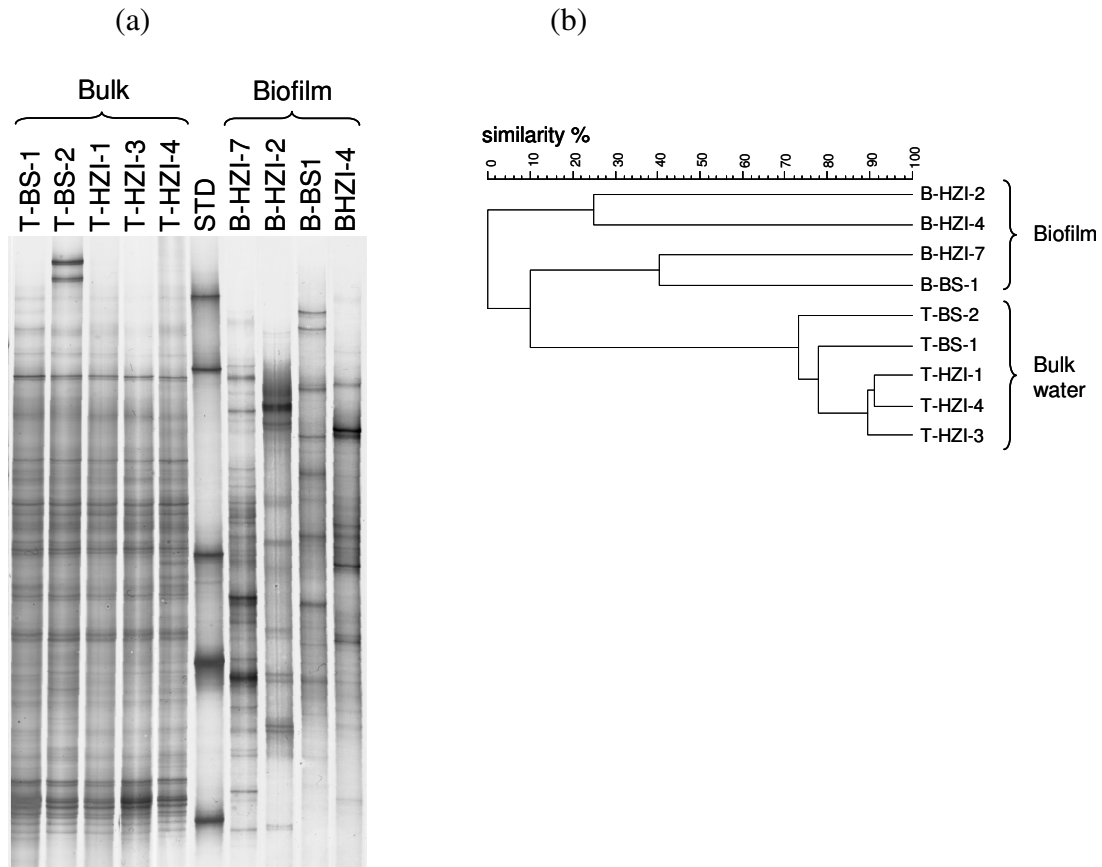 (a)
(b)
Bulk
Biofilm
T-BS-1
T-BS-2
T-HZI-1
T-HZI-3
T-HZI-4
STD
B-HZI-7
B-HZI-2
B-BS1
BHZI-4
similarity %
0
10
20
30
40
50
60
70
80
90
100
B-HZI-2
B-HZI-4
B-HZI-7
B-BS-1
T-BS-2
T-BS-1
T-HZI-1
T-HZI-4
T-HZI-3
Biofilm
Bulk
water